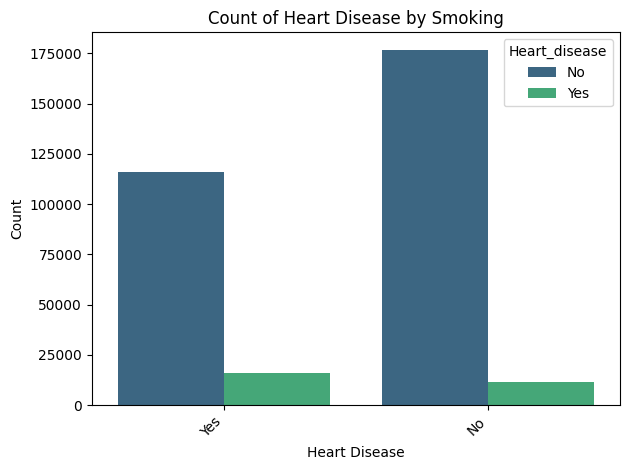 Count of Heart Disease by Smoking
Heart_disease
No
Yes
175000
150000
125000
100000
75000
50000
25000
0
Count
Yes
No
Heart Disease